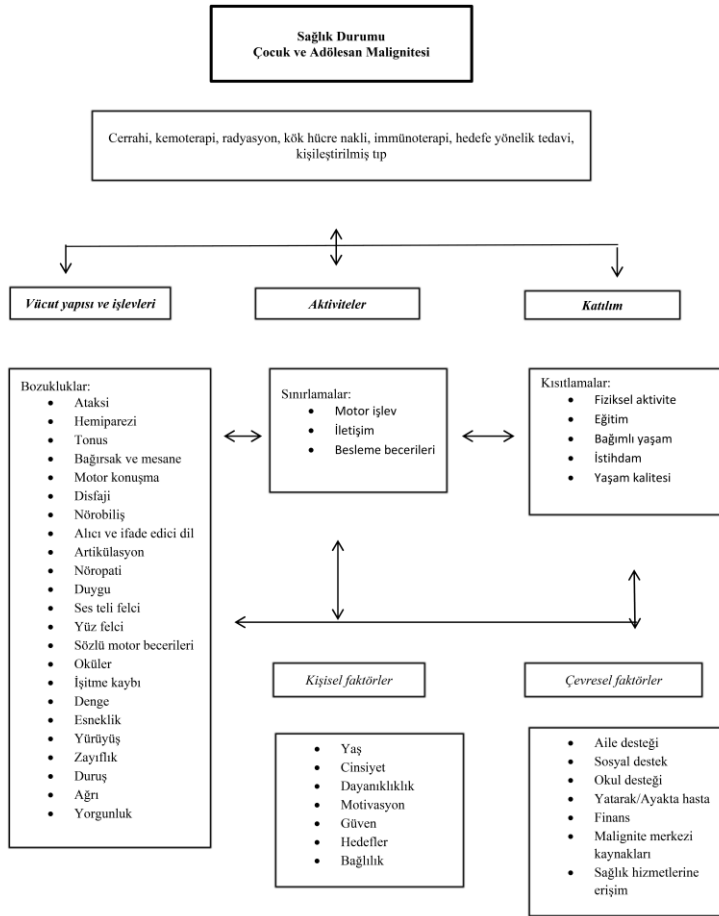 Sağlık Durumu
Çocuk ve Adölesan Malignitesi
Cerrahi, kemoterapi, radyasyon, kök hücre nakli, immünoterapi, hedefe yönelik tedavi,
kişileştirilmiş tıp
Vücut yapısı ve işlevleri
Aktiviteler
Katılım
Bozukluklar:
• Ataksi
• Hemiparezi
• Tonus
• Bağırsak ve mesane
• Motor konuşma
• Disfaji
• Nörobiliş
• Alıcı ve ifade edici dil
• Artikülasyon
• Nöropati
• Duygu
• Ses teli felci
• Yüz felci
• Sözlü motor becerileri
• Oküler
• İşitme kaybı
• Denge
• Esneklik
• Yürüyüş
• Zayıflık
• Duruş
• Ağrı
• Yorgunluk
Sınırlamalar:
• Motor işlev
• İletişim
• Besleme becerileri
Kısıtlamalar:
• Fiziksel aktivite
• Eğitim
• Bağımlı yaşam
• İstihdam
• Yaşam kalitesi
Kişisel faktörler
Çevresel faktörler
• Yaş
• Cinsiyet
• Dayanıklıklık
• Motivasyon
• Güven
• Hedefler
• Bağlılık
• Aile desteği
• Sosyal destek
• Okul desteği
• Yatarak/Ayakta hasta
• Finans
• Malignite merkezi
kaynakları
• Sağlık hizmetlerine
erişim